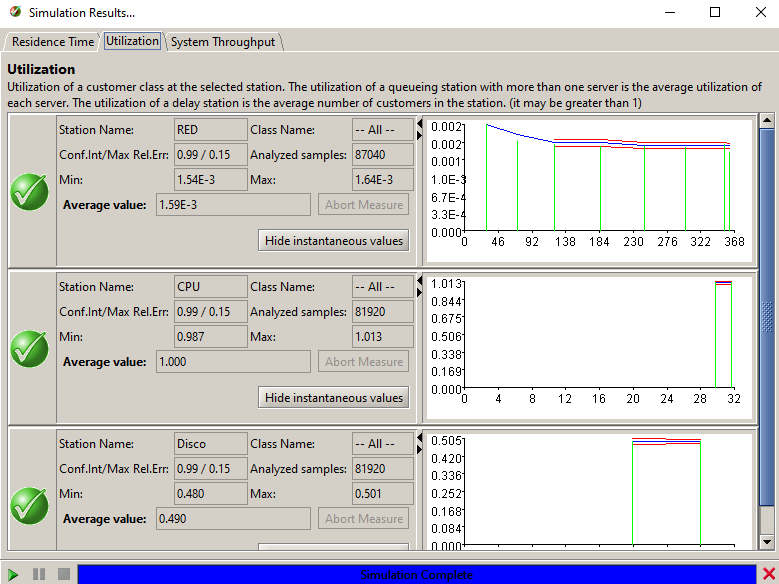 Simulation Results...
Residence Time Utilization System Throughput
Utilization
Utilization of a customer class at the selected station. The utilization of a queueing station with more than one server is the average utilization of
each server. The utilization of a delay station is the average number of customers in the station. (it may be greater than 1)
Station Name: RED Class Name: -- All --
Conf.Int/Max Rel.Err: 0.99 / 0.15 Analyzed samples: 87040
Min: 1.54E-3 Max: 1.64E-3
Average value: 1.59E-3 Abort Measure
Hide instantaneous values
0.002
0.002
0.001
1.0E-3
6.7E-4
3.3E-4
0.000
0 46 92 138 184 230 276 322 368
Station Name: CPU Class Name: -- All --
Conf.Int/Max Rel.Err: 0.99 / 0.15 Analyzed samples: 81920
Min: 0.987 Max: 1.013
Average value: 1.000 Abort Measure
Hide instantaneous values
1.013
0.844
0.675
0.506
0.338
0.169
0.000
0 4 8 12 16 20 24 28 32
Station Name: Disco Class Name: -- All --
Conf.Int/Max Rel.Err: 0.99 / 0.15 Analyzed samples: 81920
Min: 0.480 Max: 0.501
Average value: 0.490 Abort Measure
0.505
0.420
0.336
0.252
0.168
0.084
0.000
Simulation Complete